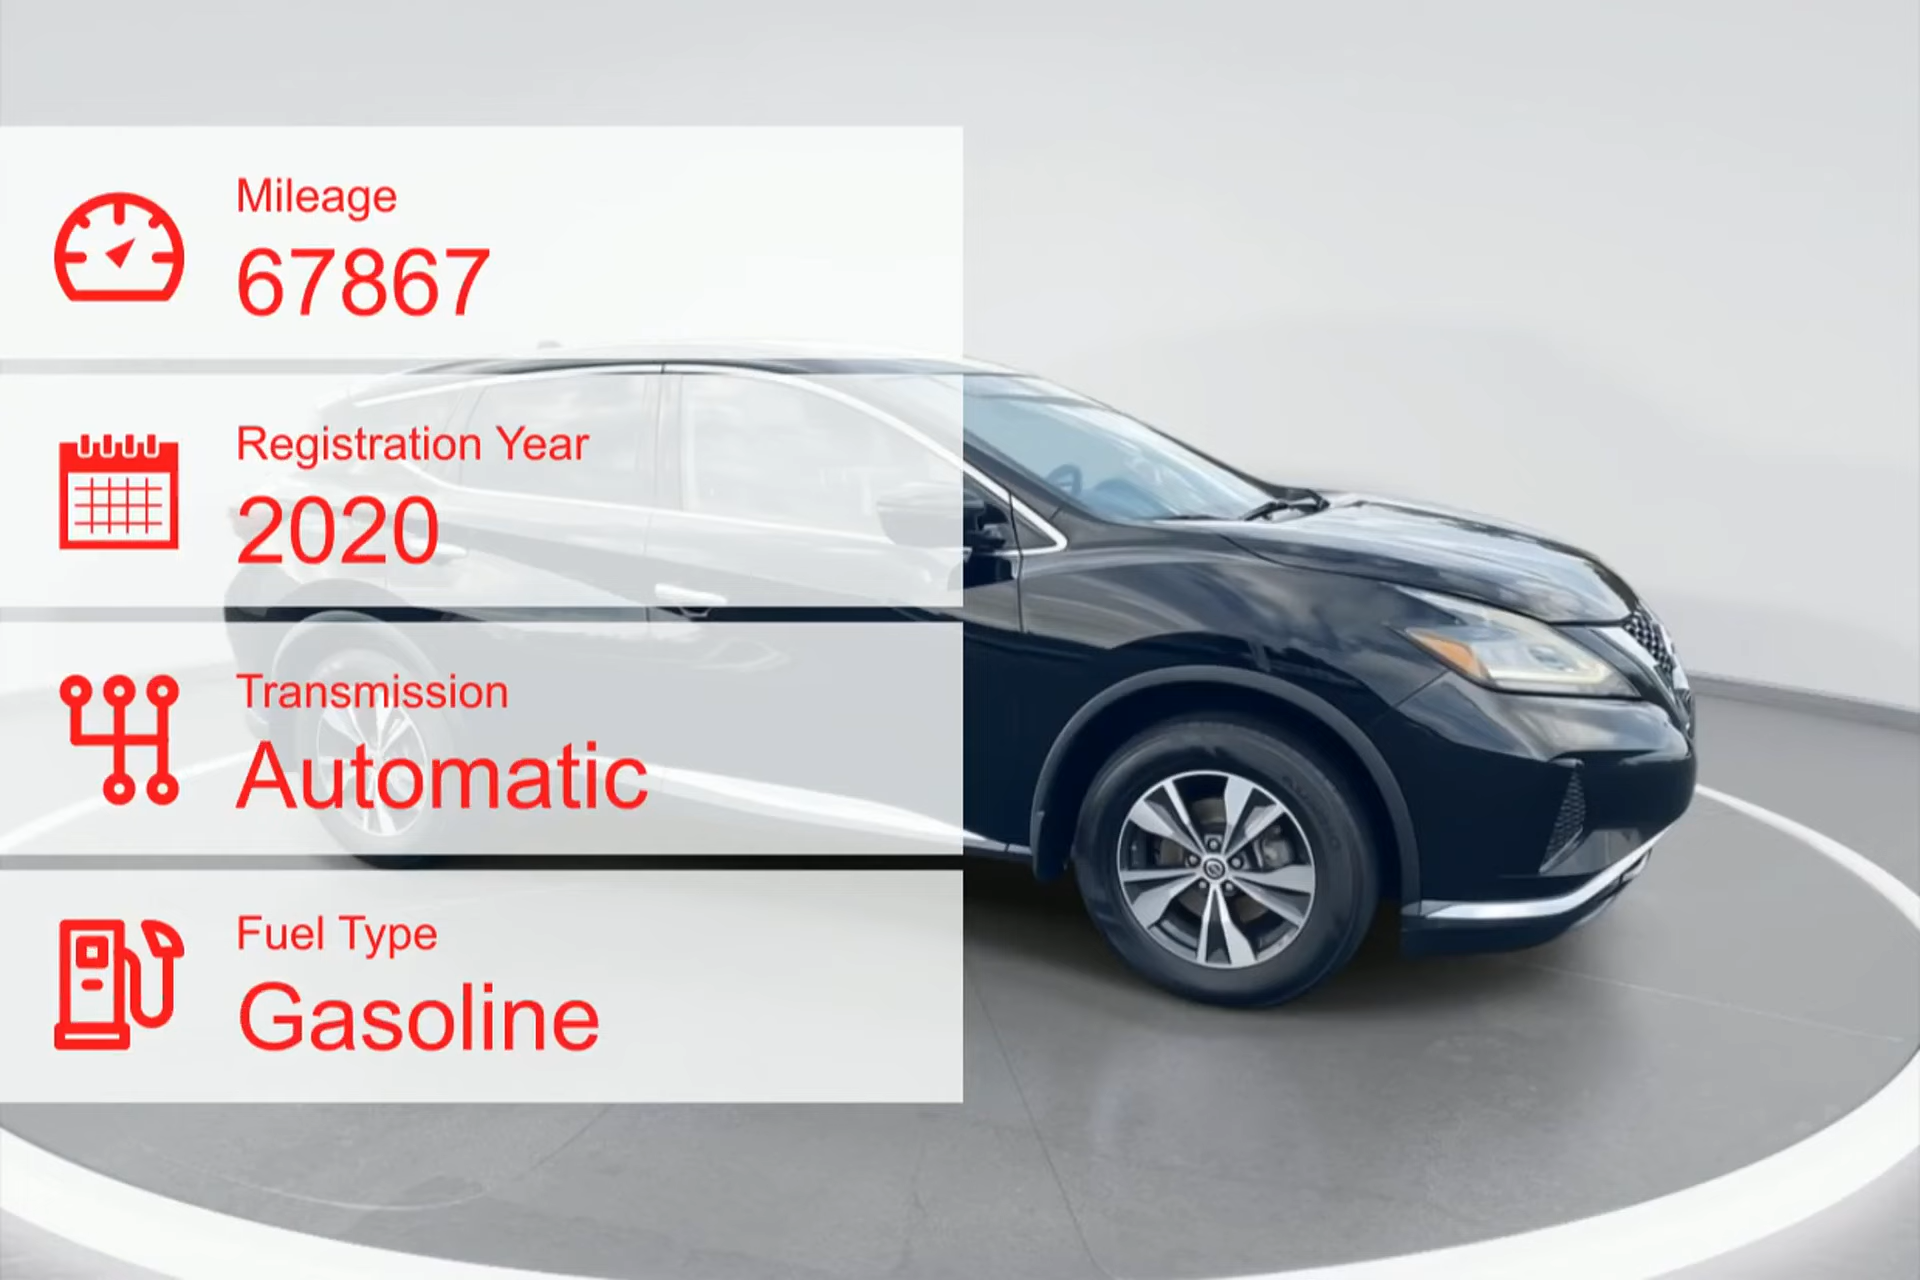 Mileage
67867
Registration Year
2020
Transmission
Automatic
Fuel Type
Gasoline